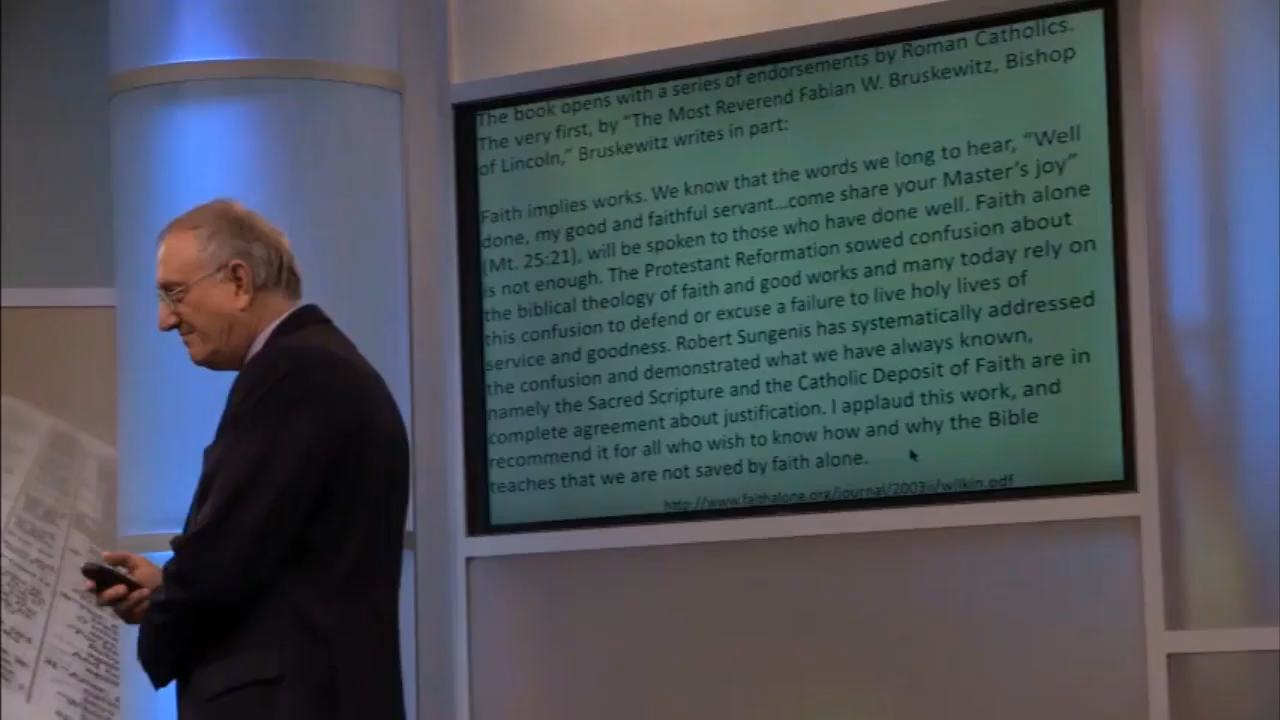 The book opens with a series of endorsements by Roman Catholics.
The very first, by "The Most Reverend Fabian W. Bruskewitz, Bishop
of Lincoln," Bruskewitz writes in part:
Faith implies works. We know that the words we long to hear, "Well
done, my good and faithful servant...come share your Master's joy"
(Mt. 25:21), will be spoken to those who have done well. Faith alone
is not enough. The Protestant Reformation sowed confusion about
the biblical theology of faith and good works and many today rely on
this confusion to defend or excuse a failure to live holy lives of
service and goodness. Robert Sungenis has systematically addressed
the confusion and demonstrated what we have always known,
namely the Sacred Scripture and the Catholic Deposit of Faith are in
complete agreement about justification. I applaud this work, and
recommend it for all who wish to know how and why the Bible
teaches that we are not saved by faith alone.
http://www.faithalone.org/journal/2003ii/wilkin.pdf